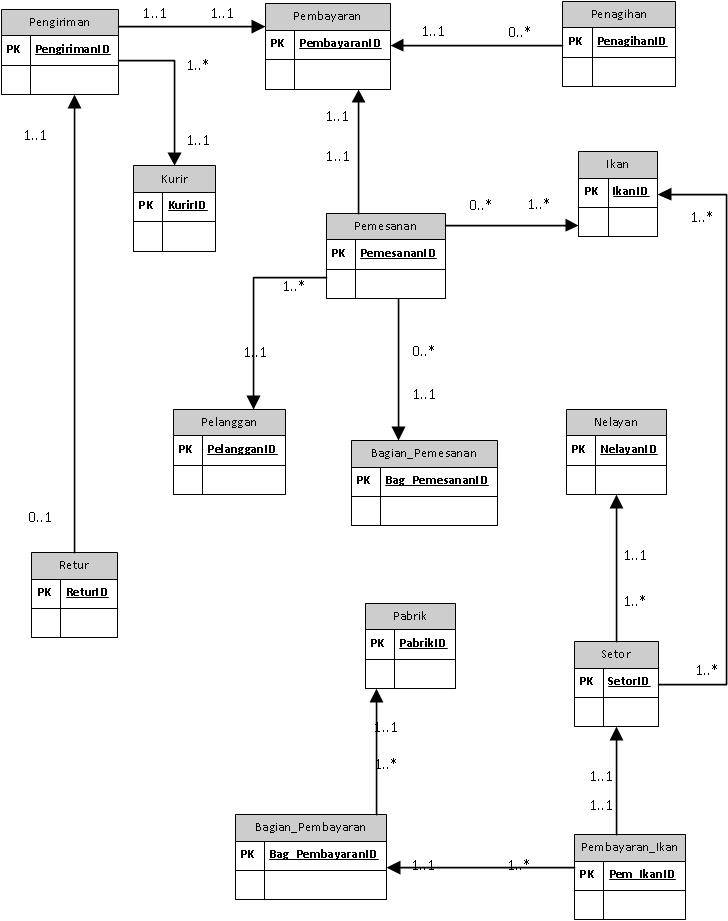 Pengiriman
PK PengirimanID
1..1
1..1
Pembayaran
PK PembayaranID
1..1
0..*
Penagihan
PK PenagihanID
1..*
1..1
Kurir
PK KurirID
1..1
1..1
1..1
Ikan
PK IkanID
1..*
Pemesanan
PK PemesananID
0..*
1..*
1..*
1..1
0..*
1..1
Pelanggan
PK PelangganID
Bagian_Pemesanan
PK Bag_PemesananID
Nelayan
PK NelayanID
0..1
Retur
PK ReturID
1..1
1..*
Pabrik
PK PabrikID
Setor
PK SetorID
1..*
1..1
1..*
1..1
1..1
Bagian_Pembayaran
PK Bag_PembayaranID
1..1
1..*
Pembayaran_Ikan
PK Pem_IkanID